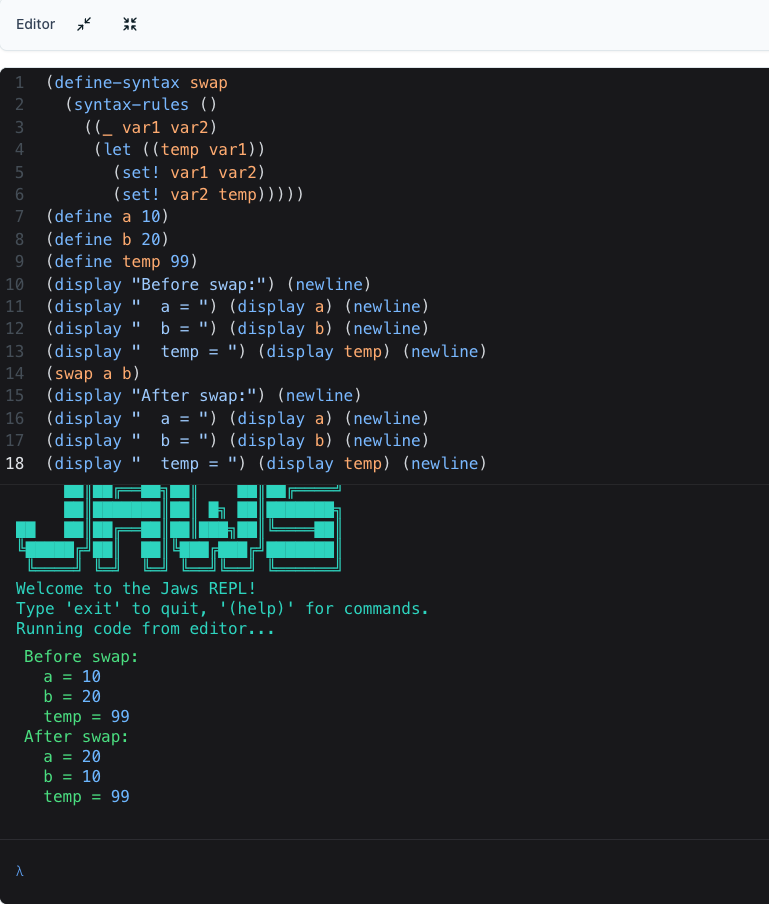 Editor
1 (define-syntax swap
2   (syntax-rules ()
3     ((_ var1 var2)
4      (let ((temp var1))
5        (set! var1 var2)
6        (set! var2 temp)))))
7 (define a 10)
8 (define b 20)
9 (define temp 99)
10 (display "Before swap:") (newline)
11 (display "  a = ") (display a) (newline)
12 (display "  b = ") (display b) (newline)
13 (display "  temp = ") (display temp) (newline)
14 (swap a b)
15 (display "After swap:") (newline)
16 (display "  a = ") (display a) (newline)
17 (display "  b = ") (display b) (newline)
18 (display "  temp = ") (display temp) (newline)
JAWS
Welcome to the Jaws REPL!
Type 'exit' to quit, '(help)' for commands.
Running code from editor...
Before swap:
  a = 10
  b = 20
  temp = 99
After swap:
  a = 20
  b = 10
  temp = 99
λ